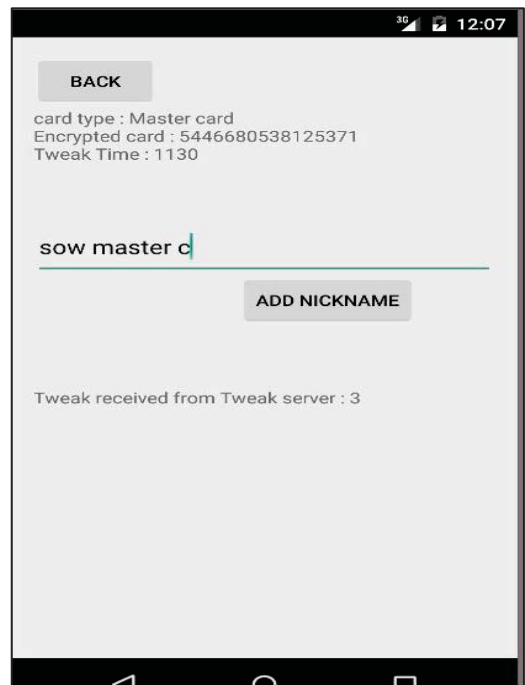 3G 12:07
BACK
card type : Master card
Encrypted card : 5446680538125371
Tweak Time : 1130
sow master c
ADD NICKNAME
Tweak received from Tweak server : 3